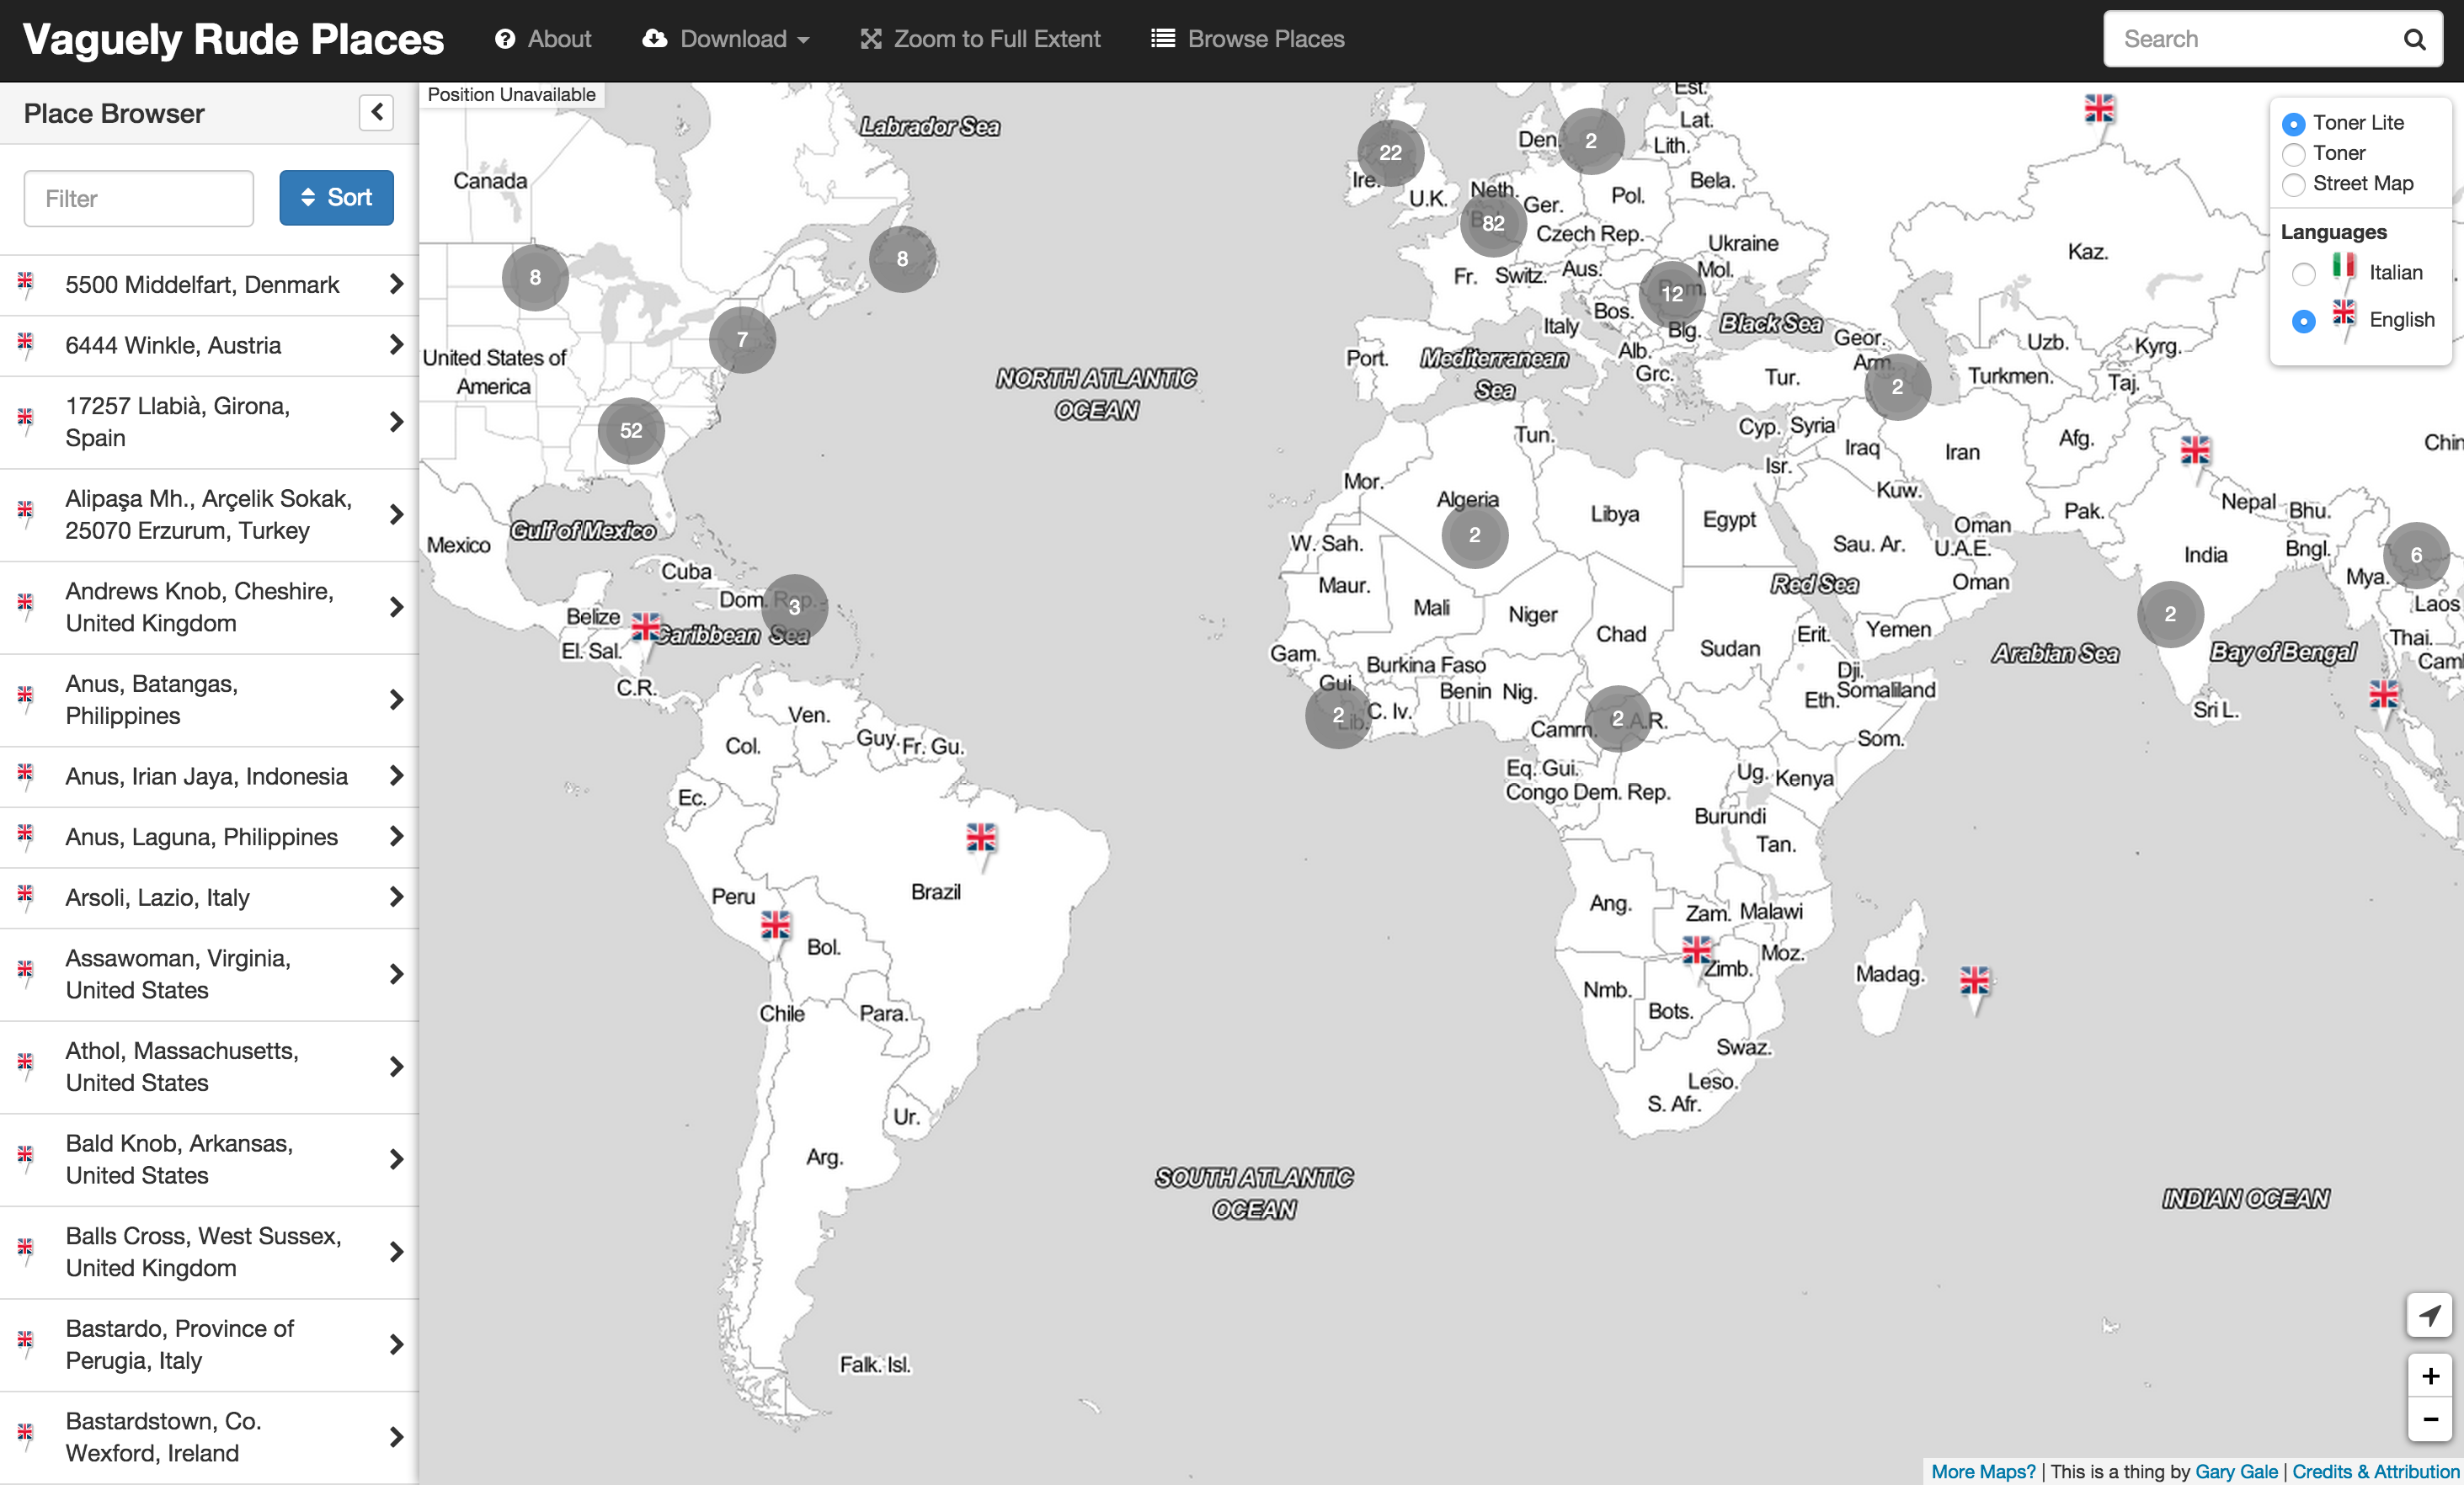 Vaguely Rude Places
About
Download
Zoom to Full Extent
Browse Places
Search
Place Browser
Filter
Sort
5500 Middelfart, Denmark
6444 Winkle, Austria
17257 Llabià, Girona,
Spain
Alipaşa Mh., Arçelik Sokak,
25070 Erzurum, Turkey
Andrews Knob, Cheshire,
United Kingdom
Anus, Batangas,
Philippines
Anus, Irian Jaya, Indonesia
Anus, Laguna, Philippines
Arsoli, Lazio, Italy
Assawoman, Virginia,
United States
Athol, Massachusetts,
United States
Bald Knob, Arkansas,
United States
Balls Cross, West Sussex,
United Kingdom
Bastardo, Province of
Perugia, Italy
Bastardstown, Co.
Wexford, Ireland
Position Unavailable
Labrador Sea
Canada
8
8
7
United States of
America
52
NORTH ATLANTIC
OCEAN
Gulf of Mexico
Mexico
Cuba
Dom. Rep.
3
Belize
Caribbean Sea
El. Sal.
C.R.
Ven.
Col.
Guy.
Fr. Gu.
Ec.
Peru
Brazil
Bol.
Chile
Para.
Ur.
Arg.
Falk. Isl.
SOUTH ATLANTIC
OCEAN
Est.
Lat.
Den.
2
Lith.
22
Ire.
U.K.
Neth.
82
Ger.
Pol.
Bela.
Czech Rep.
Ukraine
Fr.
Switz.
Aus.
Mol.
12
Bos.
Italy
Blg.
Black Sea
Geor.
Port.
Mediterranean
Sea
Alb.
Grc.
Tur.
Arm.
2
Kaz.
Uzb.
Kyrg.
Turkmen.
Taj.
Tun.
Cyp.
Syria
Iraq
Iran
Afg.
Isr.
Mor.
Algeria
2
Libya
Egypt
Kuw.
Pak.
Nepal
Bhu.
W. Sah.
Sau. Ar.
Oman
U.A.E.
India
Bngl.
6
Maur.
Mali
Niger
Red Sea
Oman
Mya.
Laos
2
Chad
Sudan
Erit.
Yemen
Arabian Sea
Bay of Bengal
Thai.
Gam.
Burkina Faso
Dji.
Gui.
Benin
Nig.
Eth.
Somaliland
Sri L.
2
Lib.
C. Iv.
Camrn.
2
A.R.
Som.
Eq. Gui.
Ug.
Kenya
Congo Dem. Rep.
Burundi
Tan.
Ang.
Zam.
Malawi
Zimb.
Moz.
Madag.
Nmb.
Bots.
Swaz.
Leso.
S. Afr.
INDIAN OCEAN
Toner Lite
Toner
Street Map
Languages
Italian
English
+
−
More Maps? | This is a thing by Gary Gale | Credits & Attribution